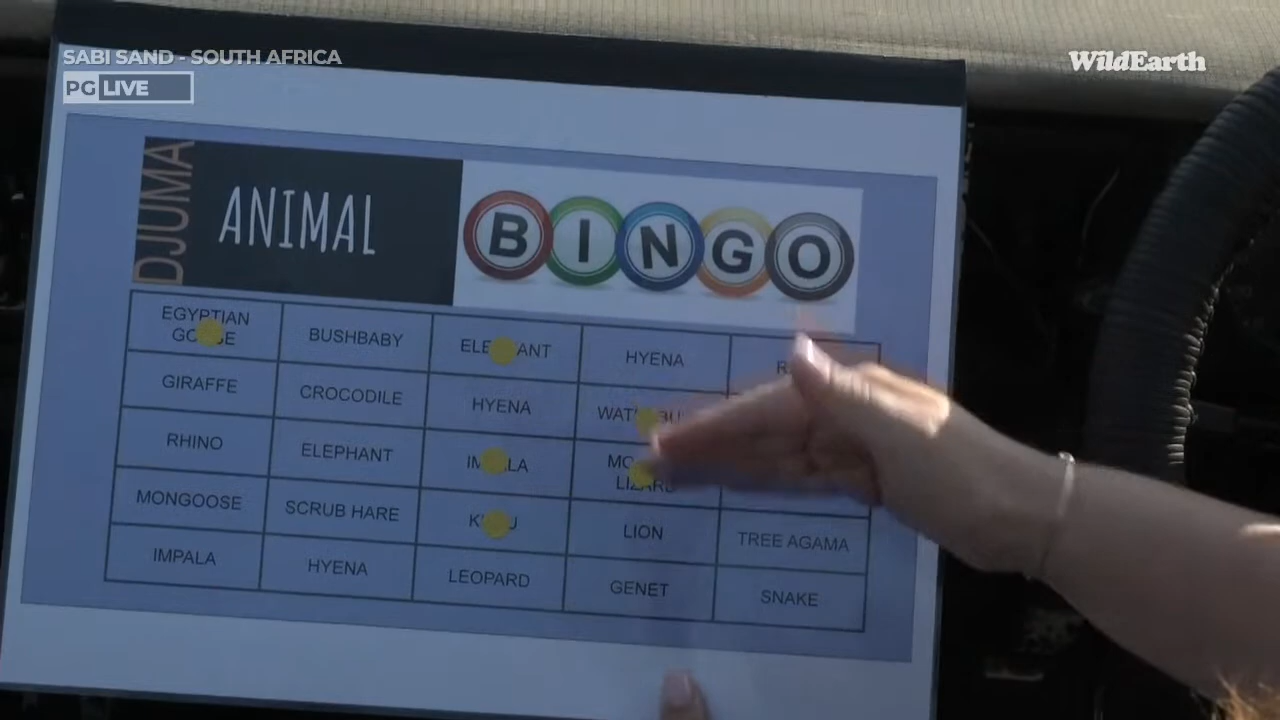 SABI SAND - SOUTH AFRICA
PG LIVE
WildEarth
DJUMA
ANIMAL
BINGO
EGYPTIAN
BUSHBABY
HYENA
GIRAFFE
CROCODILE
HYENA
RHINO
ELEPHANT
MONGOOSE
SCRUB HARE
LION
TREE AGAMA
IMPALA
HYENA
LEOPARD
GENET
SNAKE